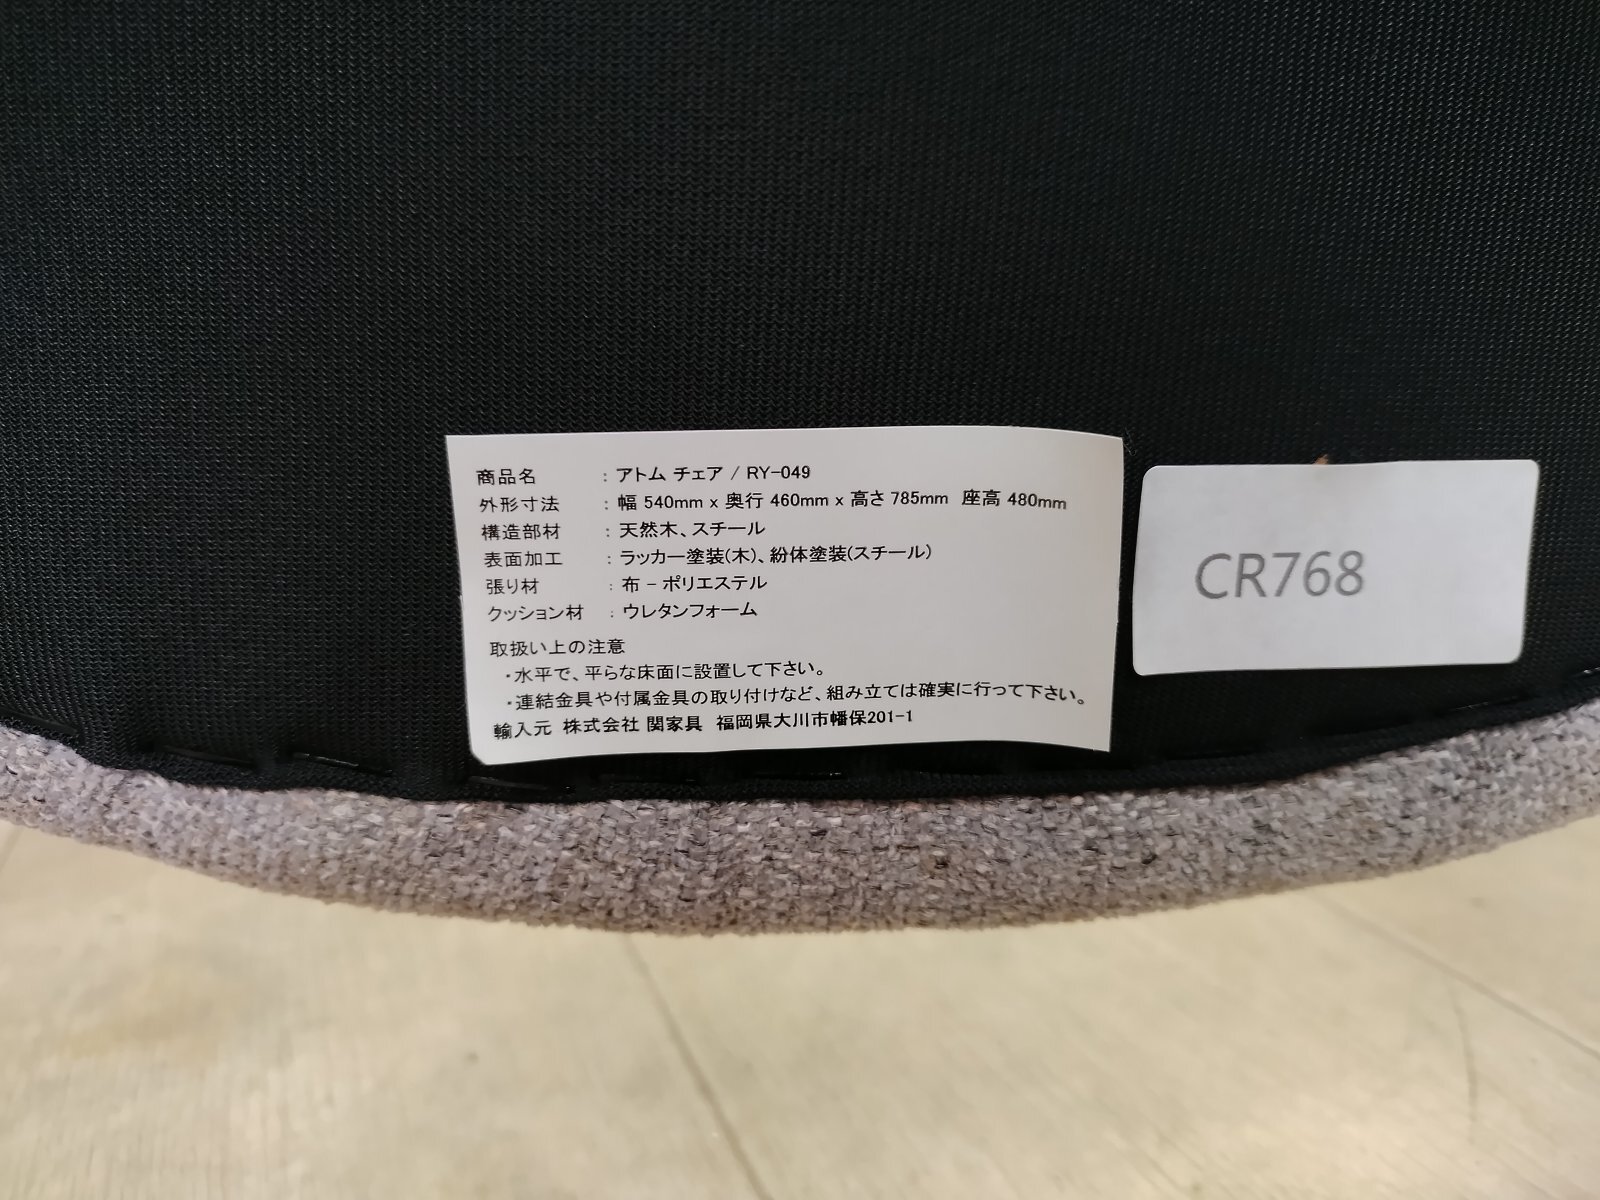 商品名 : アトム チェア / RY-049
外形寸法 : 幅 540mm x 奥行 460mm x 高さ 785mm 座高 480mm
構造部材 : 天然木、スチール
表面加工 : ラッカー塗装(木)、紛体塗装(スチール)
張り材 : 布 - ポリエステル
クッション材 : ウレタンフォーム
取扱い上の注意
・水平で、平らな床面に設置して下さい。
・連結金具や付属金具の取り付けなど、組み立ては確実に行って下さい。
輸入元 株式会社 関家具 福岡県大川市幡保201-1
CR768